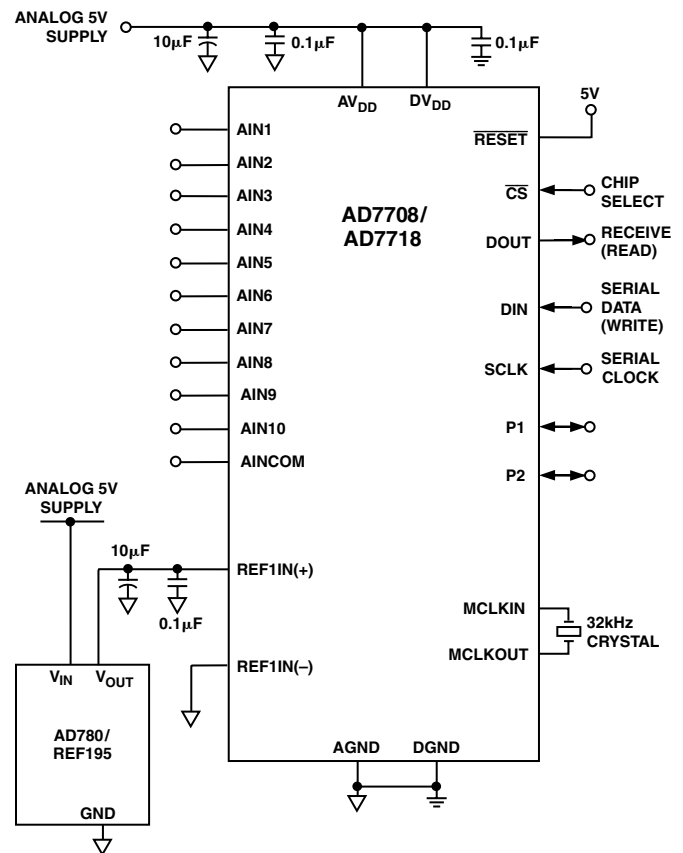 ANALOG 5V
SUPPLY
10μF
0.1μF
0.1μF
AVDD
DVDD
5V
AIN1
RESET
AIN2
CS
CHIP
SELECT
AIN3
AD7708/
AD7718
AIN4
DOUT
RECEIVE
(READ)
AIN5
AIN6
DIN
SERIAL
DATA
(WRITE)
AIN7
AIN8
SCLK
SERIAL
CLOCK
AIN9
AIN10
P1
AINCOM
P2
ANALOG 5V
SUPPLY
10μF
0.1μF
REF1IN(+)
MCLKIN
32kHz
CRYSTAL
MCLKOUT
REF1IN(–)
VIN
VOUT
AD780/
REF195
GND
AGND
DGND